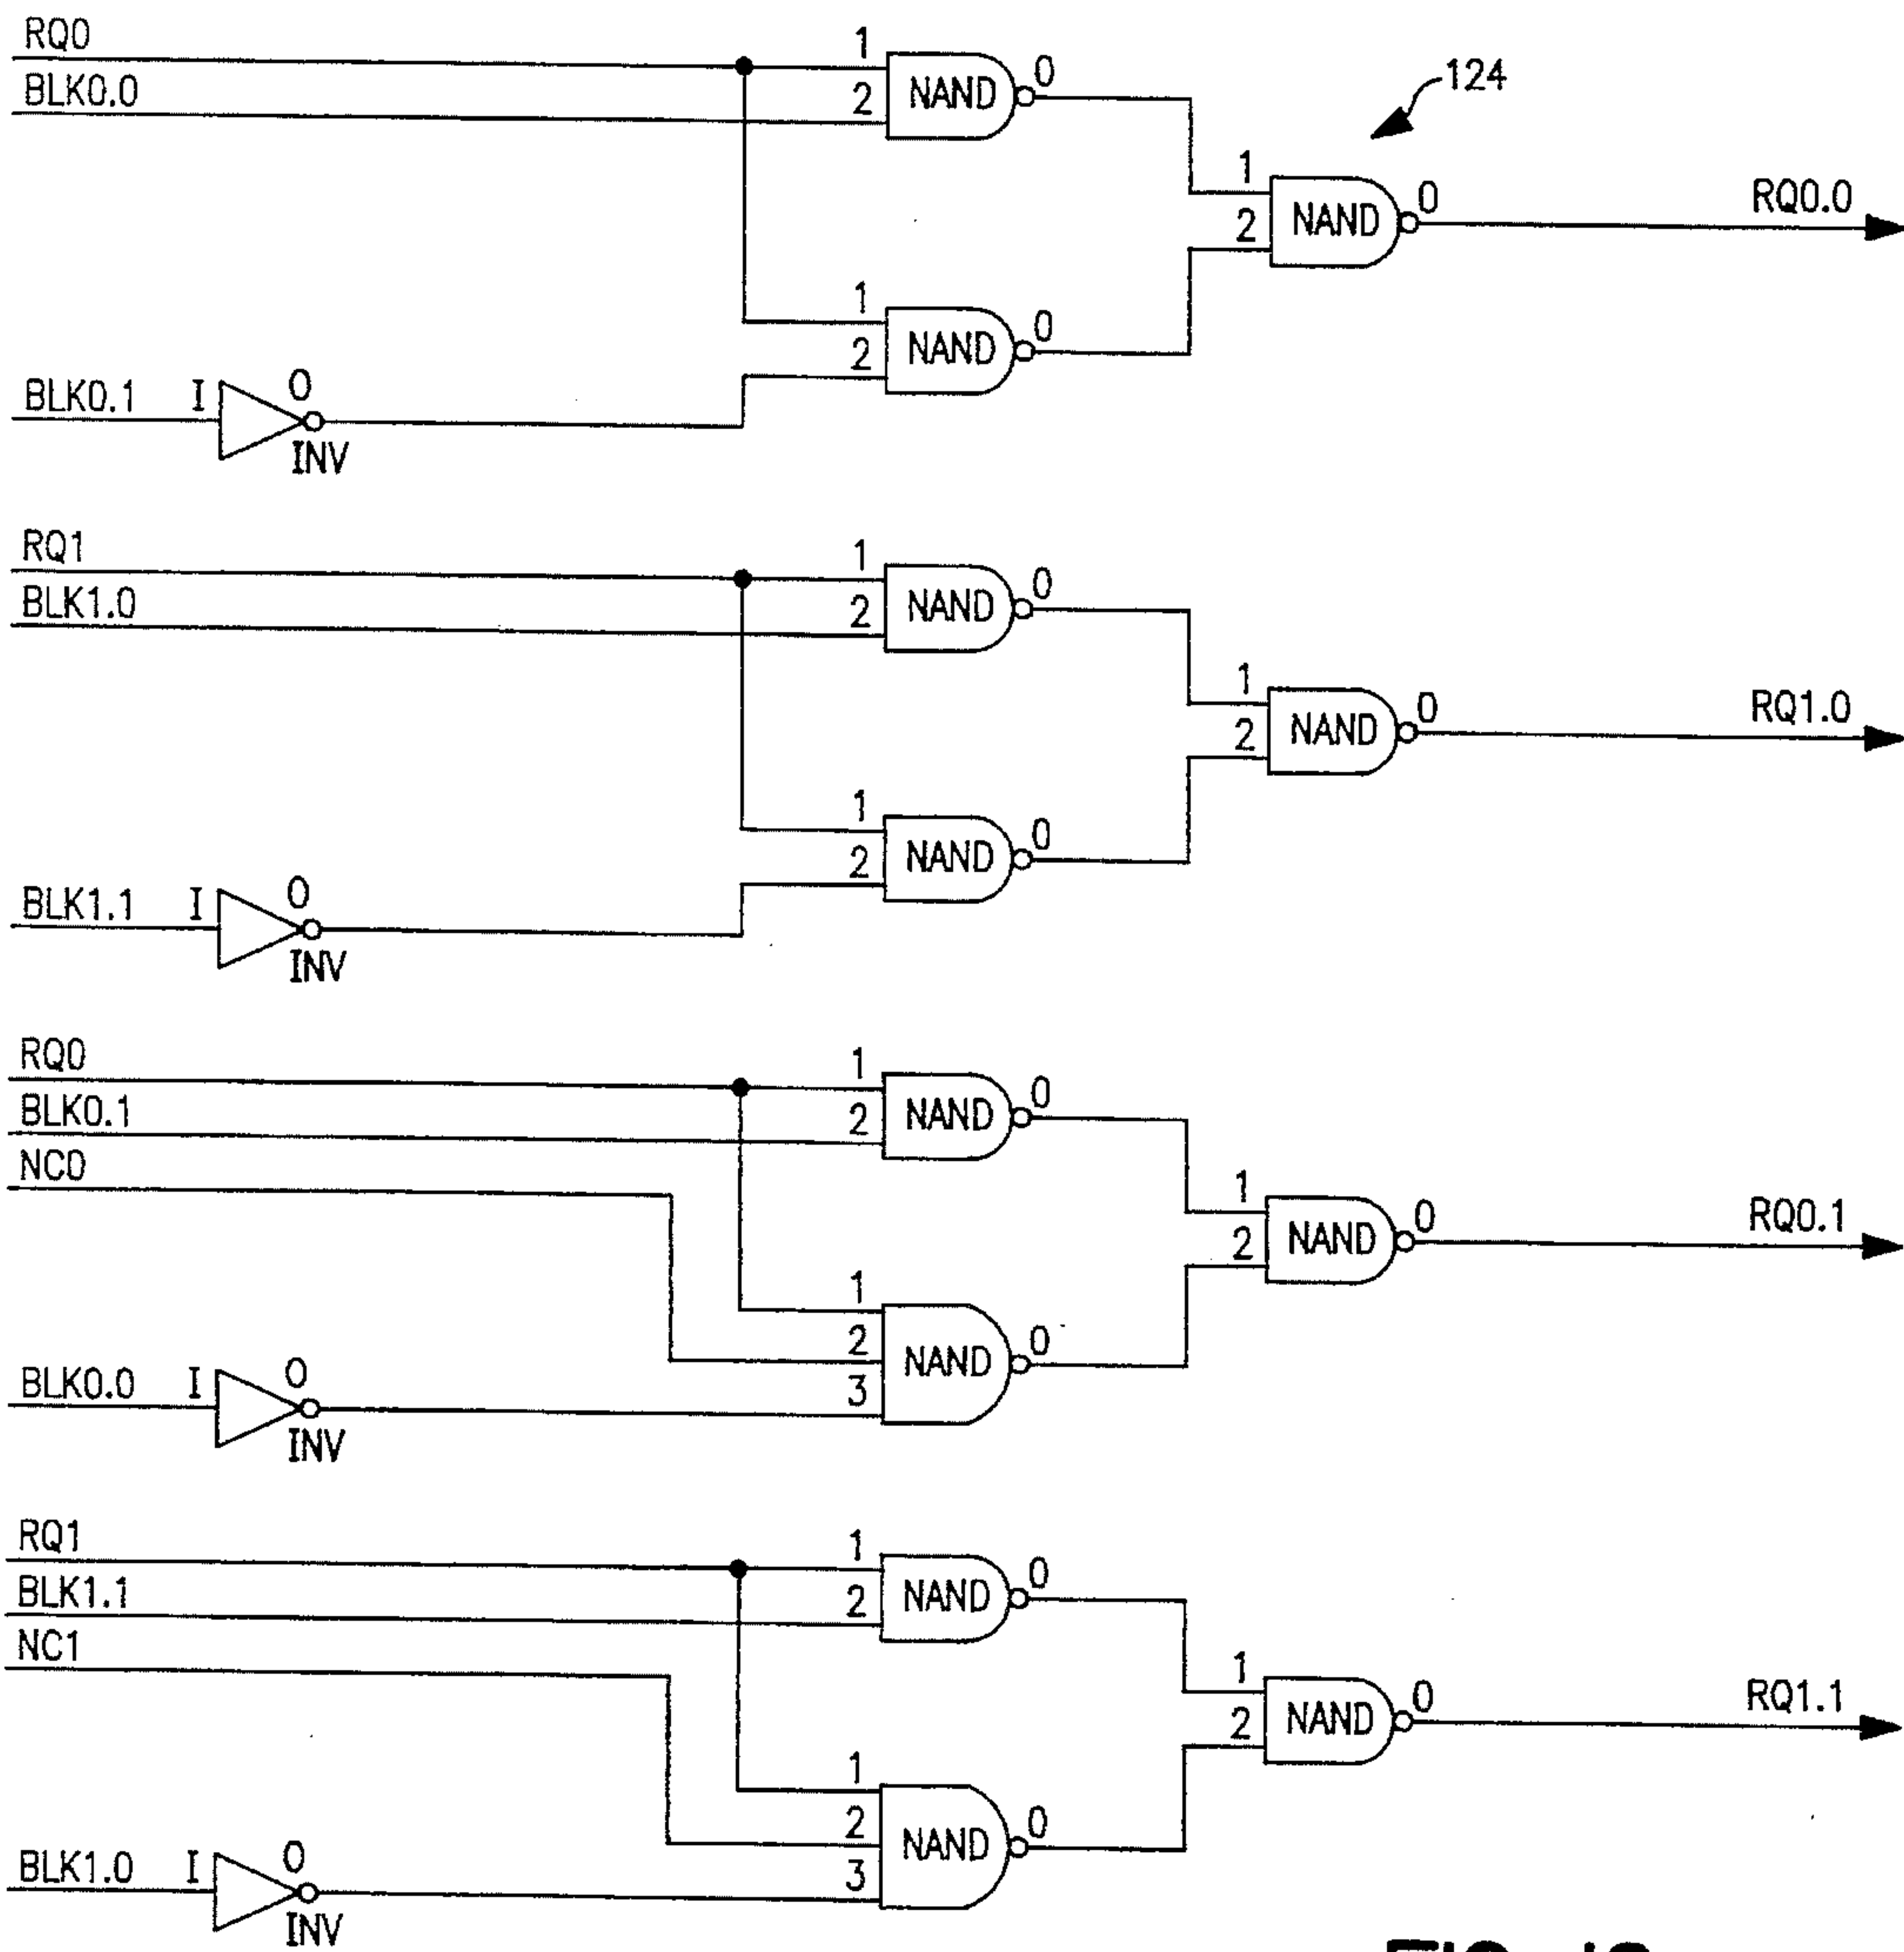 RQ0
1
0
BLK0.0
2
NAND
124
1
0
RQ0.0
2
NAND
1
0
2
NAND
BLK0.1
I
0
INV
RQ1
1
0
BLK1.0
2
NAND
1
0
RQ1.0
2
NAND
1
0
2
NAND
BLK1.1
I
0
INV
RQ0
1
0
BLK0.1
2
NAND
NC0
1
0
RQ0.1
2
NAND
1
0
2
NAND
3
BLK0.0
I
0
INV
RQ1
1
0
BLK1.1
2
NAND
NC1
1
0
RQ1.1
2
NAND
1
0
2
NAND
3
BLK1.0
I
0
INV